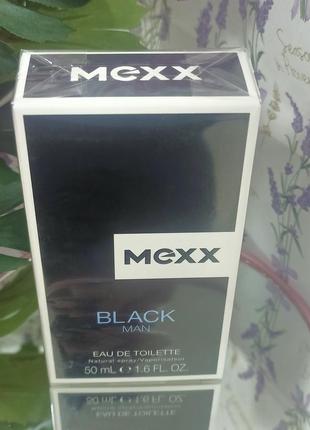 MEXX
MEXX
BLACK
MAN
EAU DE TOILETTE
Natural spray/Vaporisateur
50 mL ℮ 1.6 FL. OZ.